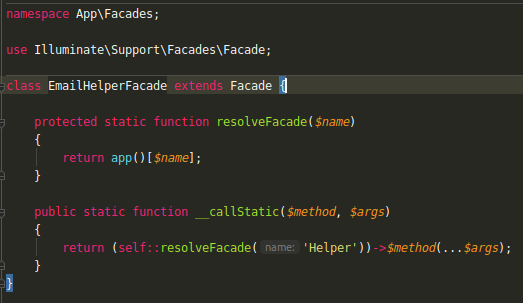 namespace App\Facades;
use Illuminate\Support\Facades\Facade;
class EmailHelperFacade extends Facade {
protected static function resolveFacade($name)
{
return app()[$name];
}
public static function __callStatic($method, $args)
{
return (self::resolveFacade( name: 'Helper'))->$method(...$args);
}
}